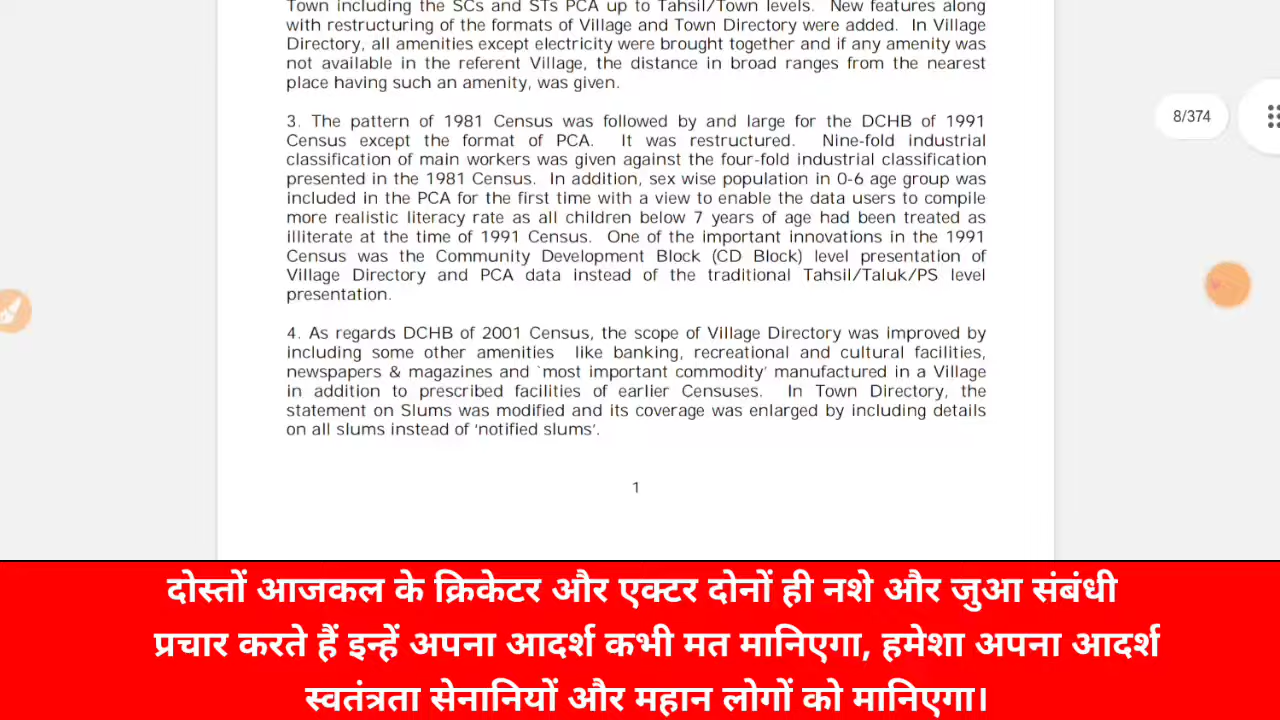 Town including the SCs and STs PCA up to Tahsil/Town levels. New features along
with restructuring of the formats of Village and Town Directory were added. In Village
Directory, all amenities except electricity were brought together and if any amenity was
not available in the referent Village, the distance in broad ranges from the nearest
place having such an amenity, was given.
3. The pattern of 1981 Census was followed by and large for the DCHB of 1991
Census except the format of PCA. It was restructured. Nine-fold industrial
classification of main workers was given against the four-fold industrial classification
presented in the 1981 Census. In addition, sex wise population in 0-6 age group was
included in the PCA for the first time with a view to enable the data users to compile
more realistic literacy rate as all children below 7 years of age had been treated as
illiterate at the time of 1991 Census. One of the important innovations in the 1991
Census was the Community Development Block (CD Block) level presentation of
Village Directory and PCA data instead of the traditional Tahsil/Taluk/PS level
presentation.
4. As regards DCHB of 2001 Census, the scope of Village Directory was improved by
including some other amenities like banking, recreational and cultural facilities,
newspapers & magazines and `most important commodity’ manufactured in a Village
in addition to prescribed facilities of earlier Censuses. In Town Directory, the
statement on Slums was modified and its coverage was enlarged by including details
on all slums instead of ‘notified slums’.
1
8/374
दोस्तों आजकल के क्रिकेटर और एक्टर दोनों ही नशे और जुआ संबंधी
प्रचार करते हैं इन्हें अपना आदर्श कभी मत मानिएगा, हमेशा अपना आदर्श
स्वतंत्रता सेनानियों और महान लोगों को मानिएगा।